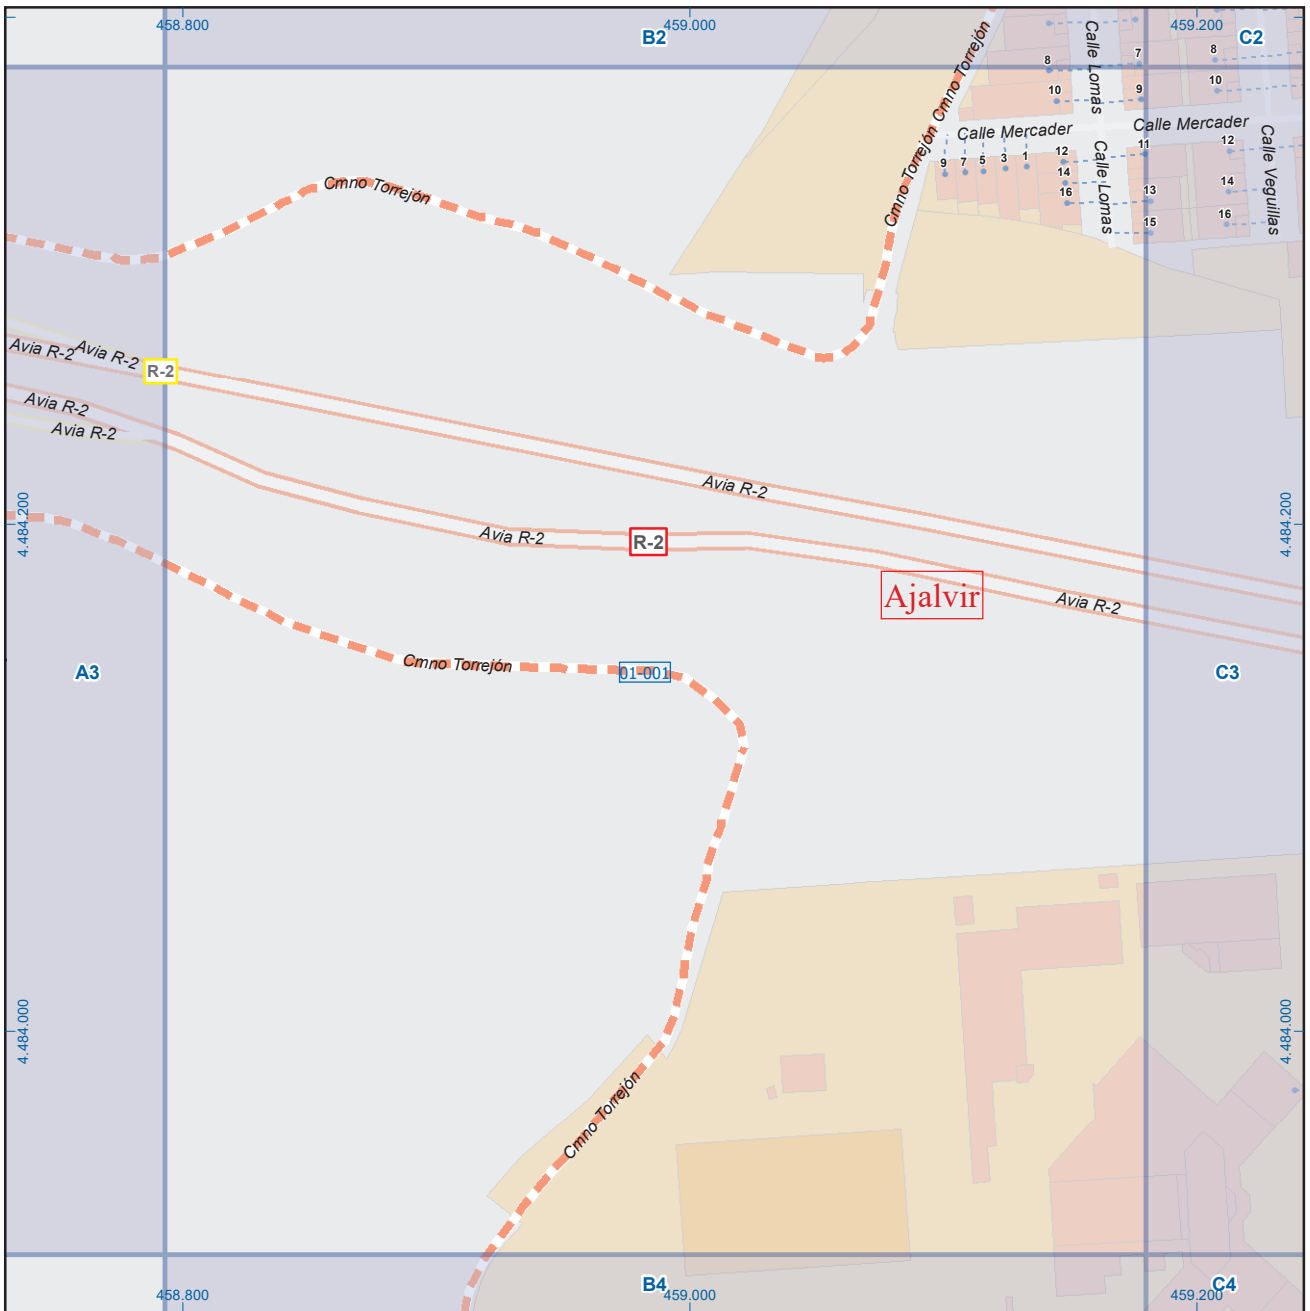 458.800
459.000
459.200
B2
C2
Cmno Torrejón
Calle Lomas
8
7
8
10
9
10
Cmno Torrejón
Calle Mercader
Calle Mercader
9
7
5
3
1
12
11
12
14
14
16
13
16
15
Calle Lomas
Calle Veguillas
Cmno Torrejón
Avia R-2
Avia R-2
R-2
Avia R-2
Avia R-2
Avia R-2
4.484.200
4.484.200
Avia R-2
R-2
Ajalvir
Avia R-2
A3
Cmno Torrejón
01-001
C3
4.484.000
4.484.000
Cmno Torrejón
B4
C4
458.800
459.000
459.200